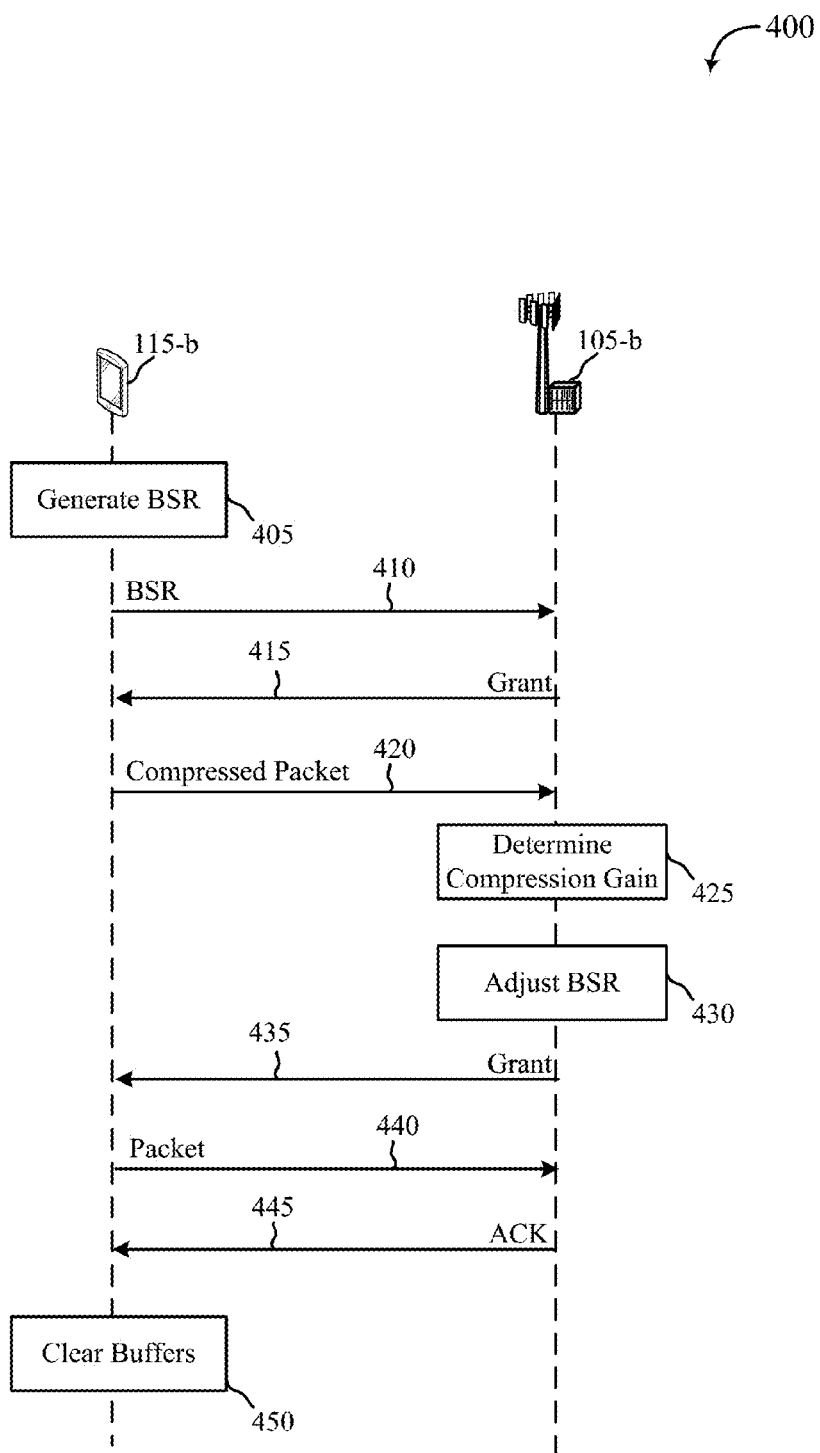 400
115-b
105-b
Generate BSR
405
410
BSR
415
Grant
420
Compressed Packet
Determine
Compression Gain
425
Adjust BSR
430
435
Grant
440
Packet
445
ACK
Clear Buffers
450